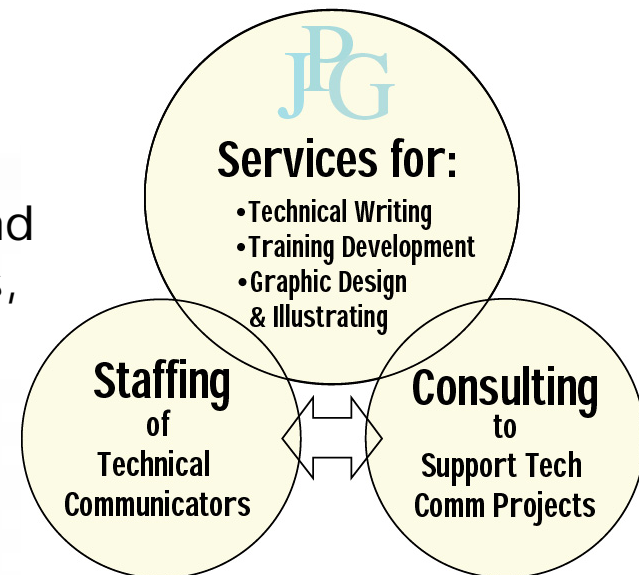 JPG
Services for:
•Technical Writing
•Training Development
•Graphic Design
& Illustrating
Staffing
of
Technical
Communicators
Consulting
to
Support Tech
Comm Projects